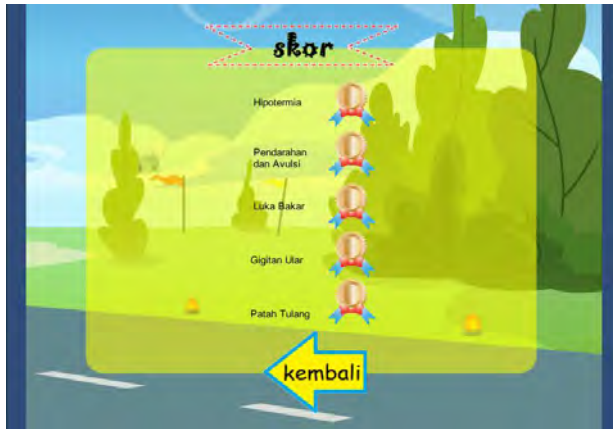 skor
Hipotermia
Pendarahan
dan Avulsi
Luka Bakar
Gigitan Ular
Patah Tulang
kembali